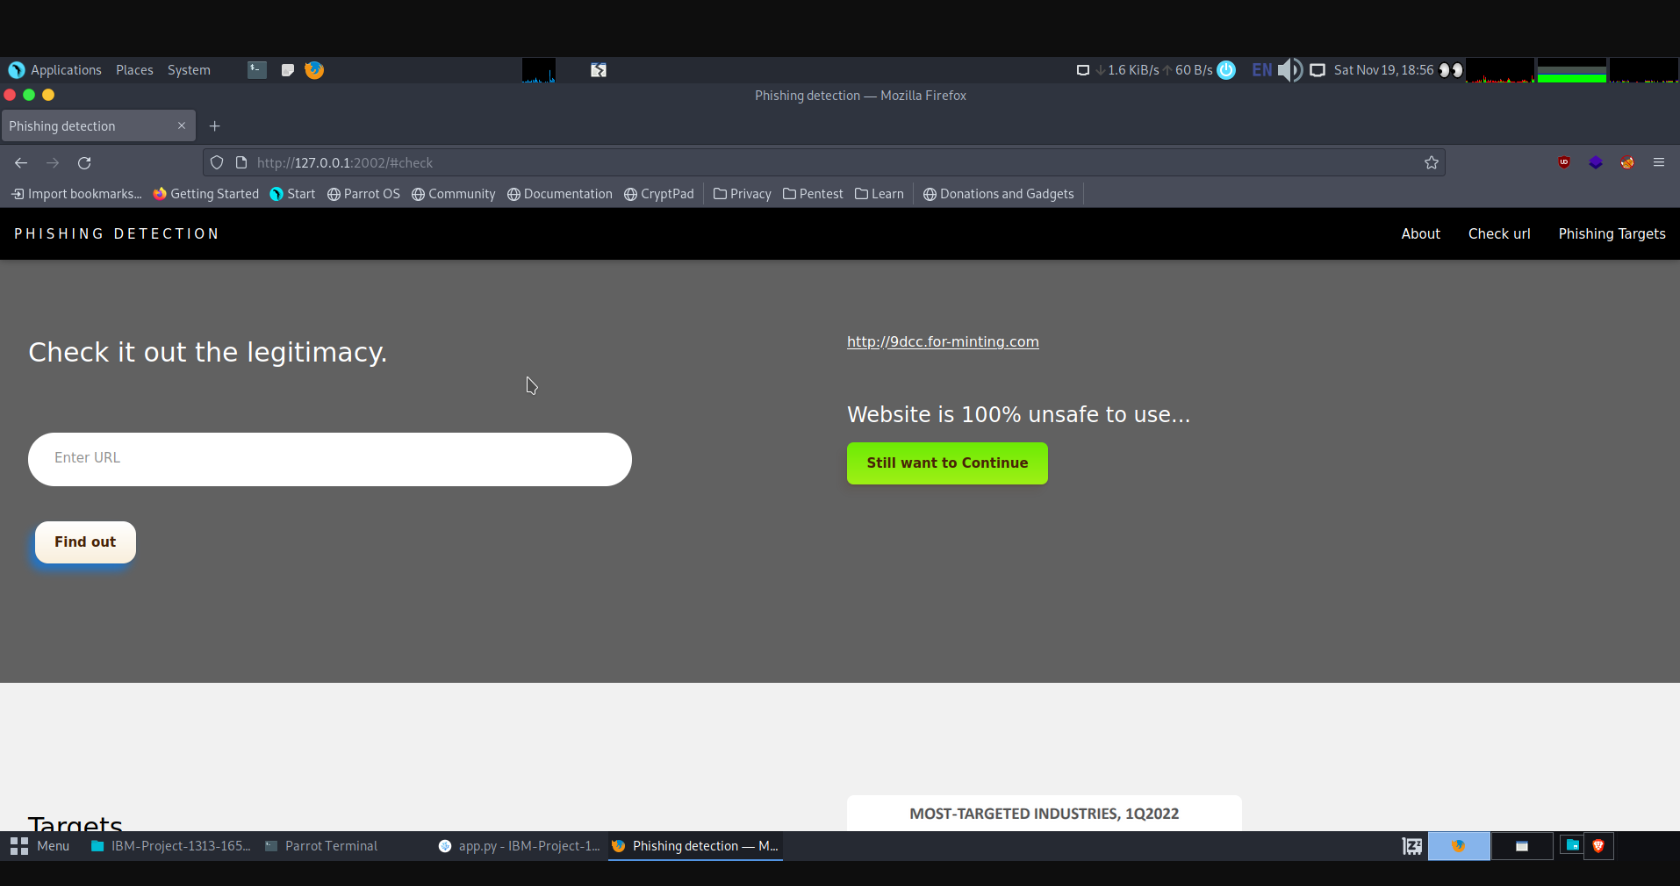 Applications Places System
1.6 KiB/s 60 B/s EN Sat Nov 19, 18:56
Phishing detection — Mozilla Firefox
Phishing detection
http://127.0.0.1:2002/#check
Import bookmarks... Getting Started Start Parrot OS Community Documentation CryptPad Privacy Pentest Learn Donations and Gadgets
PHISHING DETECTION About Check url Phishing Targets
http://9dcc.for-minting.com
Check it out the legitimacy.
Website is 100% unsafe to use...
Enter URL
Still want to Continue
Find out
MOST-TARGETED INDUSTRIES, 1Q2022
Targets
Menu IBM-Project-1313-165... Parrot Terminal app.py - IBM-Project-1... Phishing detection — M...